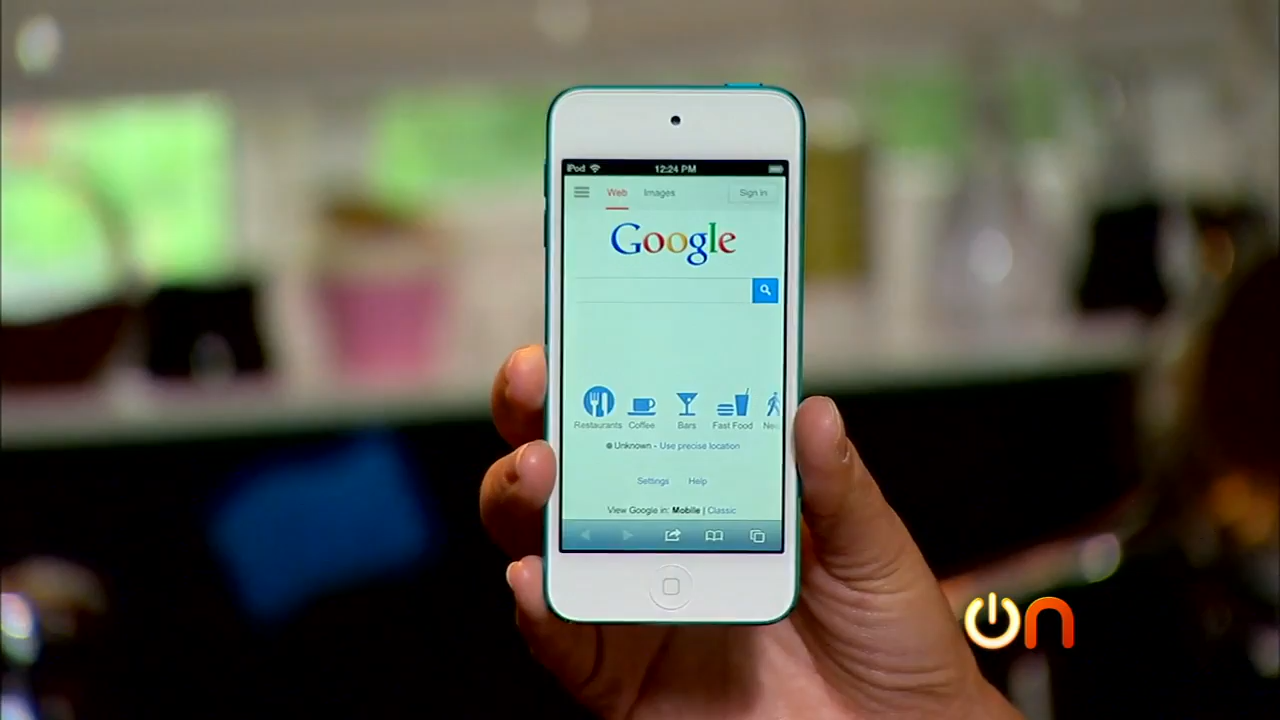 iPod 12:24 PM
Web Images Sign in
Google
Restaurants Coffee Bars Fast Food
Unknown - Use precise location
Settings Help
View Google in: Mobile | Classic
on